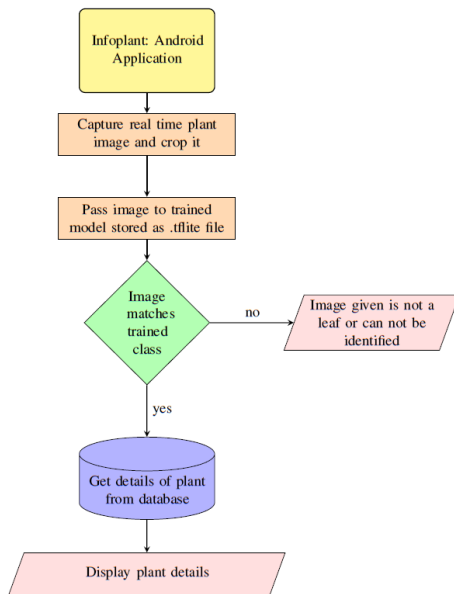 Infoplant: Android
Application
Capture real time plant
image and crop it
Pass image to trained
model stored as .tflite file
Image
matches
trained
class
no
Image given is not a
leaf or can not be
identified
yes
Get details of plant
from database
Display plant details